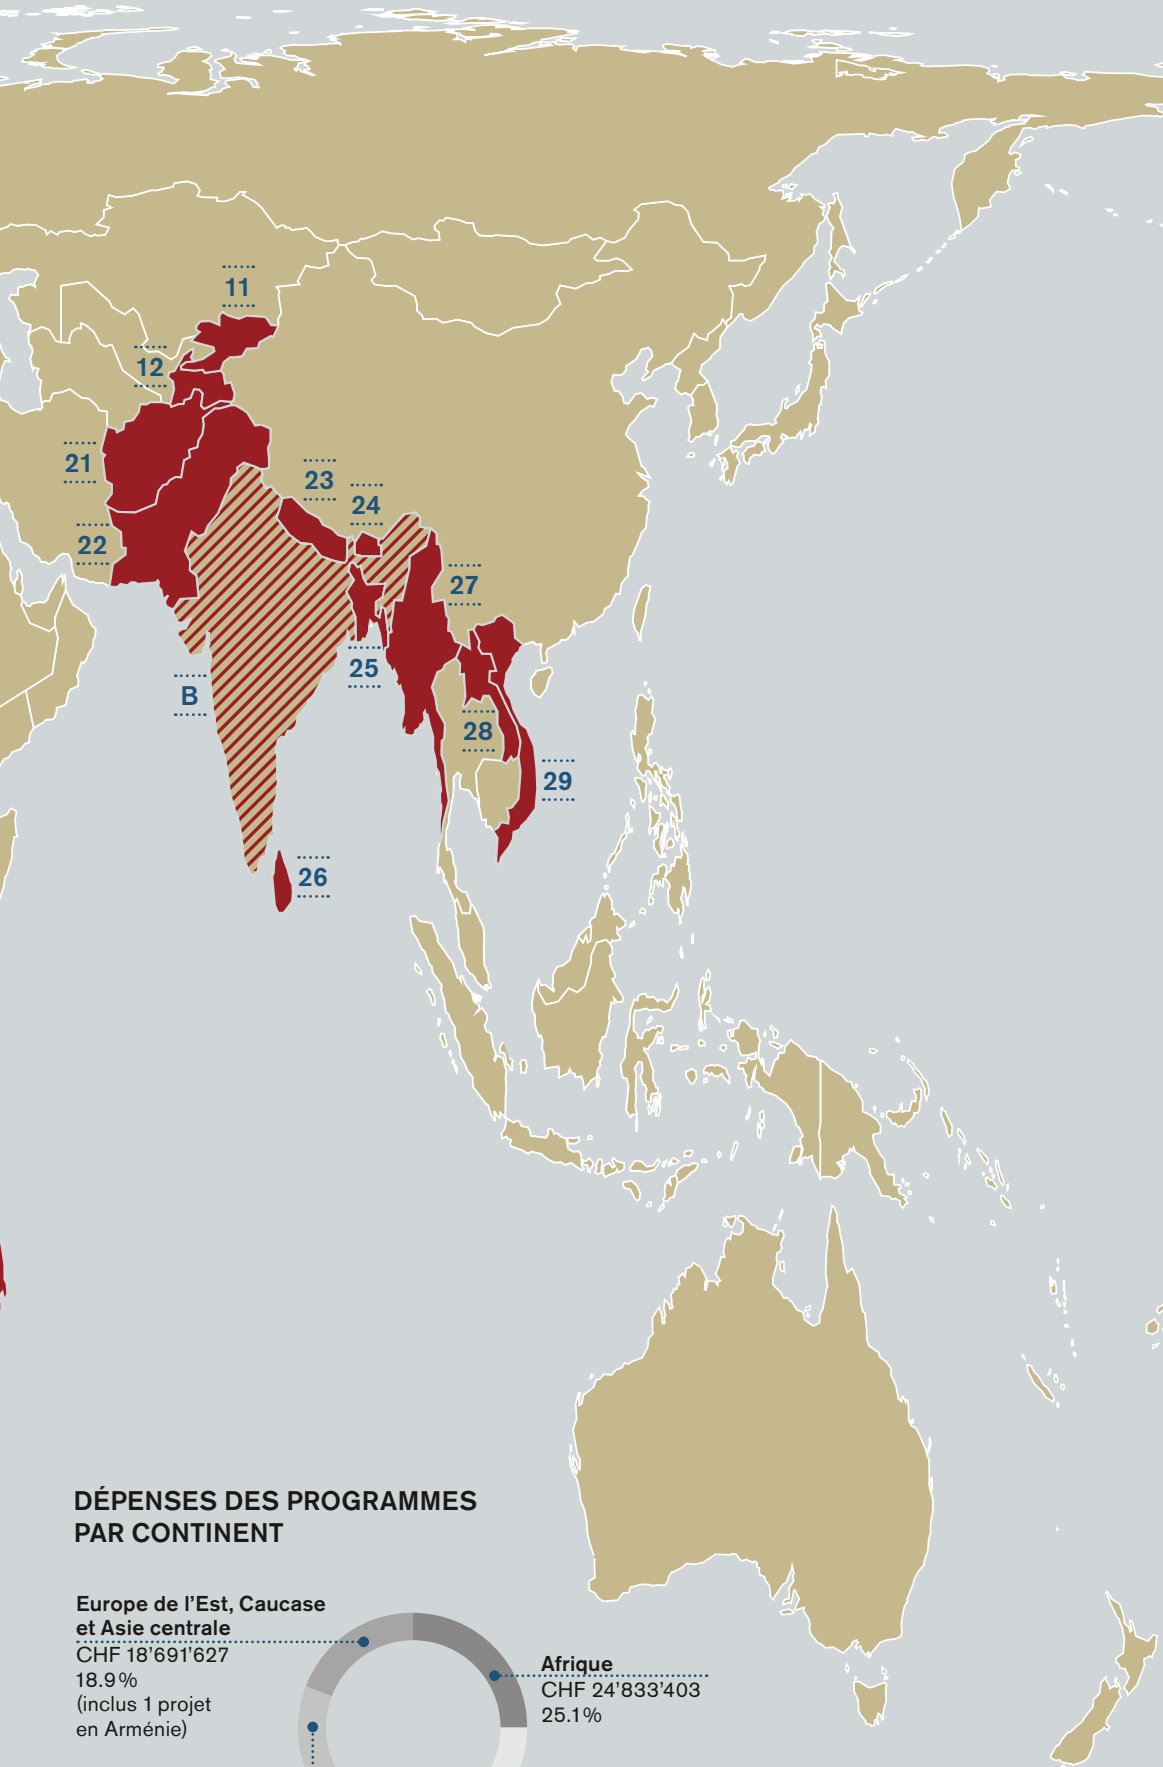 11
12
21
23
24
22
27
25
B
28
29
26
DÉPENSES DES PROGRAMMES
PAR CONTINENT
Europe de l’Est, Caucase
et Asie centrale
CHF 18’691’627
18.9%
(inclus 1 projet
en Arménie)
Afrique
CHF 24’833’403
25.1%